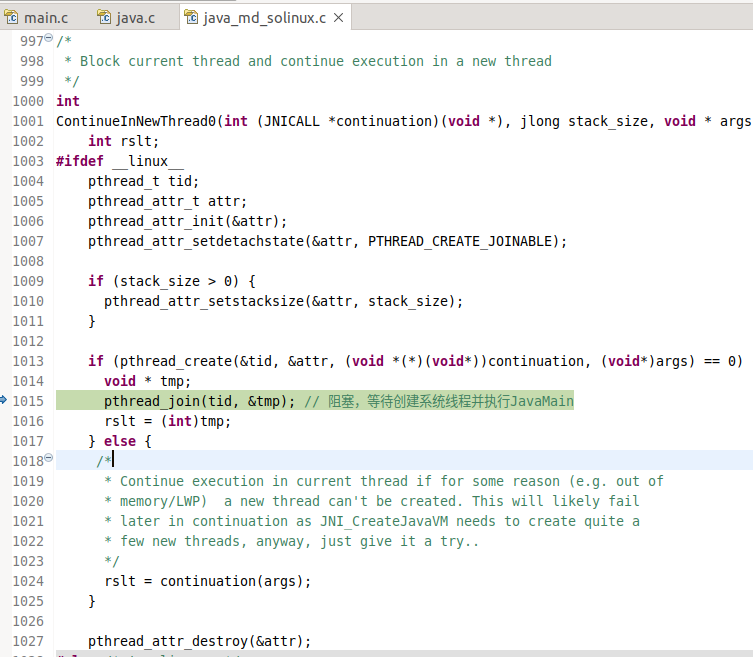 main.c java.c java_md_solinux.c
997 /*
998 * Block current thread and continue execution in a new thread
999 */
1000 int
1001 ContinueInNewThread0(int (JNICALL *continuation)(void *), jlong stack_size, void * args
1002 int rslt;
1003 #ifdef __linux__
1004 pthread_t tid;
1005 pthread_attr_t attr;
1006 pthread_attr_init(&attr);
1007 pthread_attr_setdetachstate(&attr, PTHREAD_CREATE_JOINABLE);
1008
1009 if (stack_size > 0) {
1010 pthread_attr_setstacksize(&attr, stack_size);
1011 }
1012
1013 if (pthread_create(&tid, &attr, (void *(*)(void*))continuation, (void*)args) == 0)
1014 void * tmp;
1015 pthread_join(tid, &tmp); // 阻塞，等待创建系统线程并执行JavaMain
1016 rslt = (int)tmp;
1017 } else {
1018 /*
1019 * Continue execution in current thread if for some reason (e.g. out of
1020 * memory/LWP) a new thread can't be created. This will likely fail
1021 * later in continuation as JNI_CreateJavaVM needs to create quite a
1022 * few new threads, anyway, just give it a try..
1023 */
1024 rslt = continuation(args);
1025 }
1026
1027 pthread_attr_destroy(&attr);